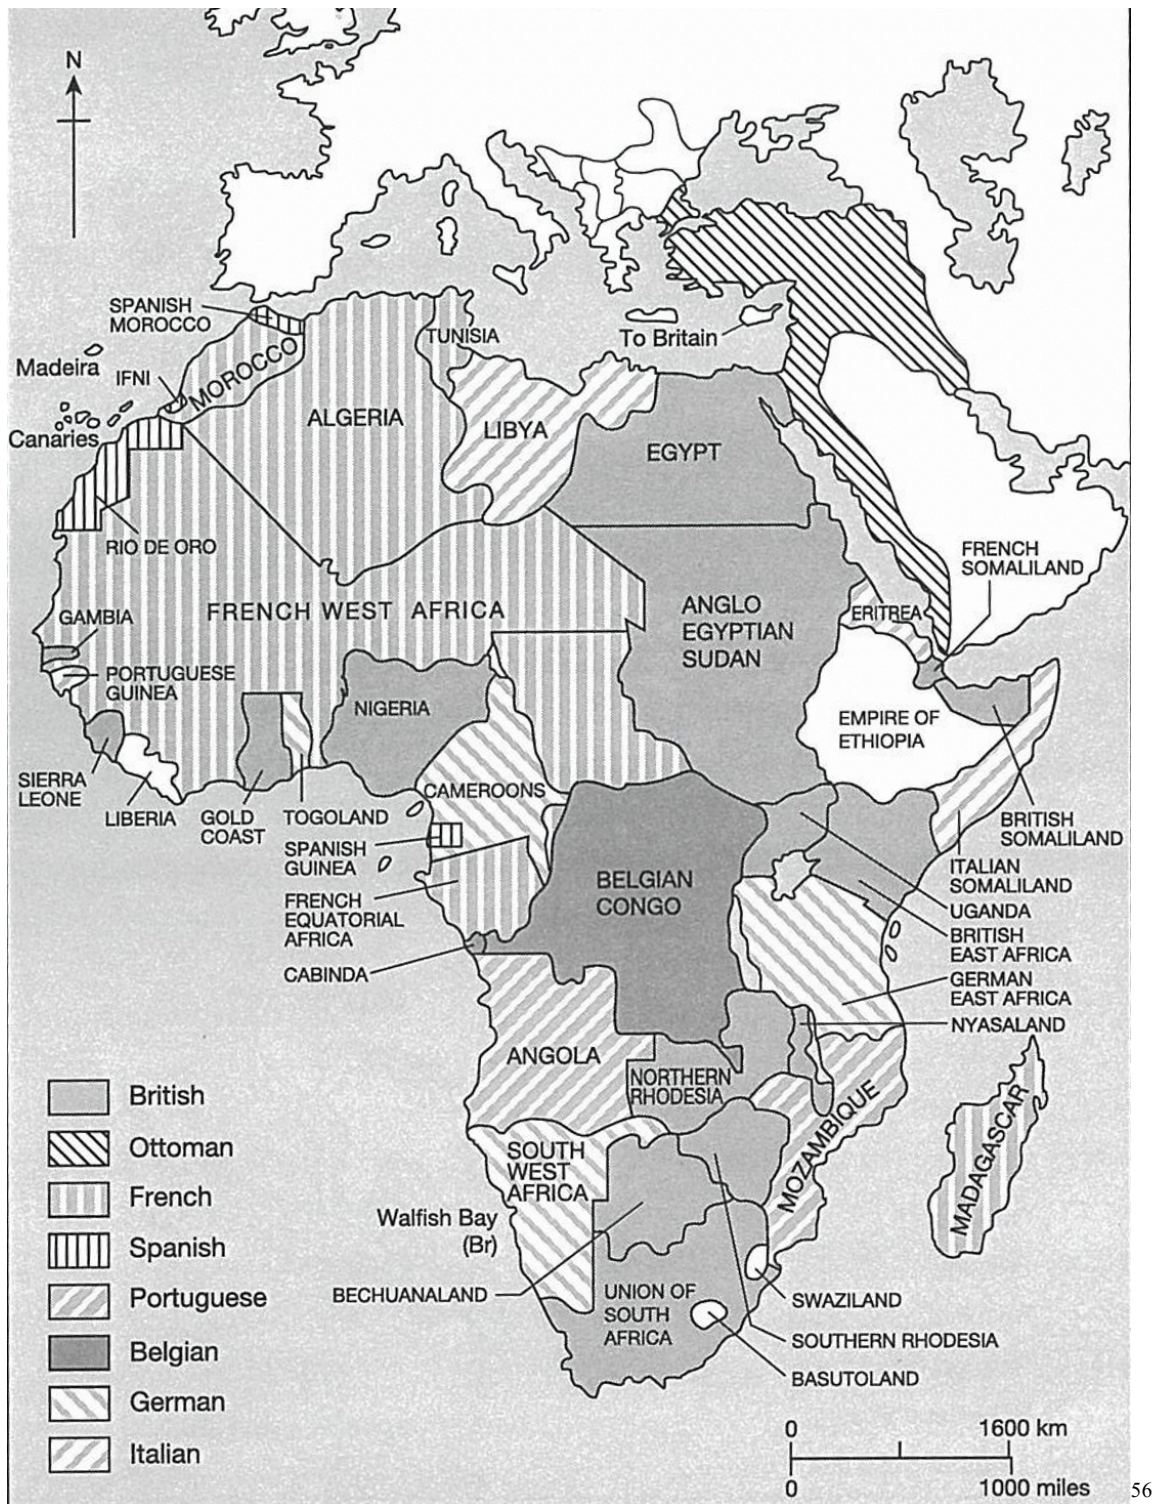 N
SPANISH
MOROCCO
TUNISIA
To Britain
Madeira
IFNI
MOROCCO
ALGERIA
LIBYA
EGYPT
Canaries
RIO DE ORO
FRENCH
SOMALILAND
GAMBIA
FRENCH WEST AFRICA
ANGLO
EGYPTIAN
SUDAN
ERITREA
PORTUGUESE
GUINEA
NIGERIA
EMPIRE OF
ETHIOPIA
SIERRA
LEONE
LIBERIA
GOLD
COAST
TOGOLAND
CAMEROONS
BRITISH
SOMALILAND
SPANISH
GUINEA
ITALIAN
SOMALILAND
FRENCH
EQUATORIAL
AFRICA
BELGIAN
CONGO
UGANDA
BRITISH
EAST AFRICA
CABINDA
GERMAN
EAST AFRICA
NYASALAND
ANGOLA
NORTHERN
RHODESIA
MOZAMBIQUE
MADAGASCAR
SOUTH
WEST
AFRICA
Walfish Bay
(Br)
BECHUANALAND
UNION OF
SOUTH
AFRICA
SWAZILAND
SOUTHERN RHODESIA
BASUTOLAND
British
Ottoman
French
Spanish
Portuguese
Belgian
German
Italian
0 1600 km
0 1000 miles
56